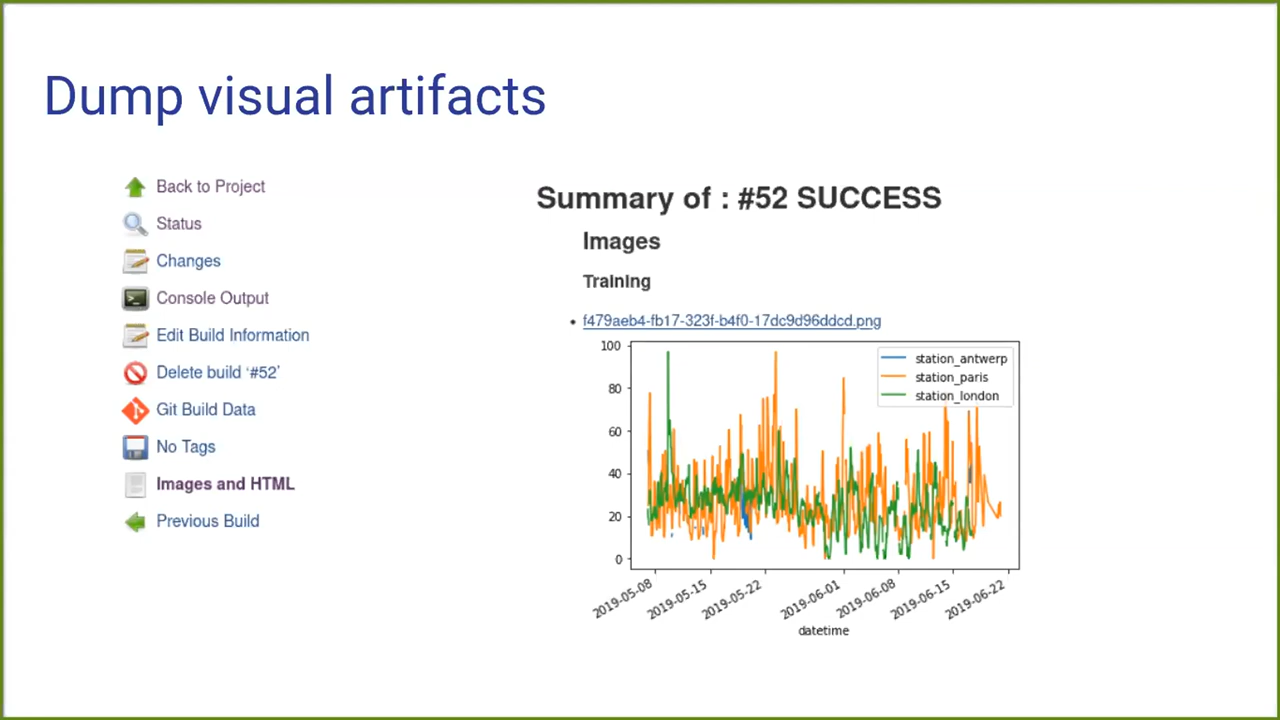 Dump visual artifacts
Back to Project
Status
Changes
Console Output
Edit Build Information
Delete build ‘#52’
Git Build Data
No Tags
Images and HTML
Previous Build
Summary of : #52 SUCCESS
Images
Training
• f479aeb4-fb17-323f-b4f0-17dc9d96ddcd.png
station_antwerp
station_paris
station_london
100
80
60
40
20
0
2019-05-08
2019-05-15
2019-05-22
2019-06-01
2019-06-08
2019-06-15
2019-06-22
datetime